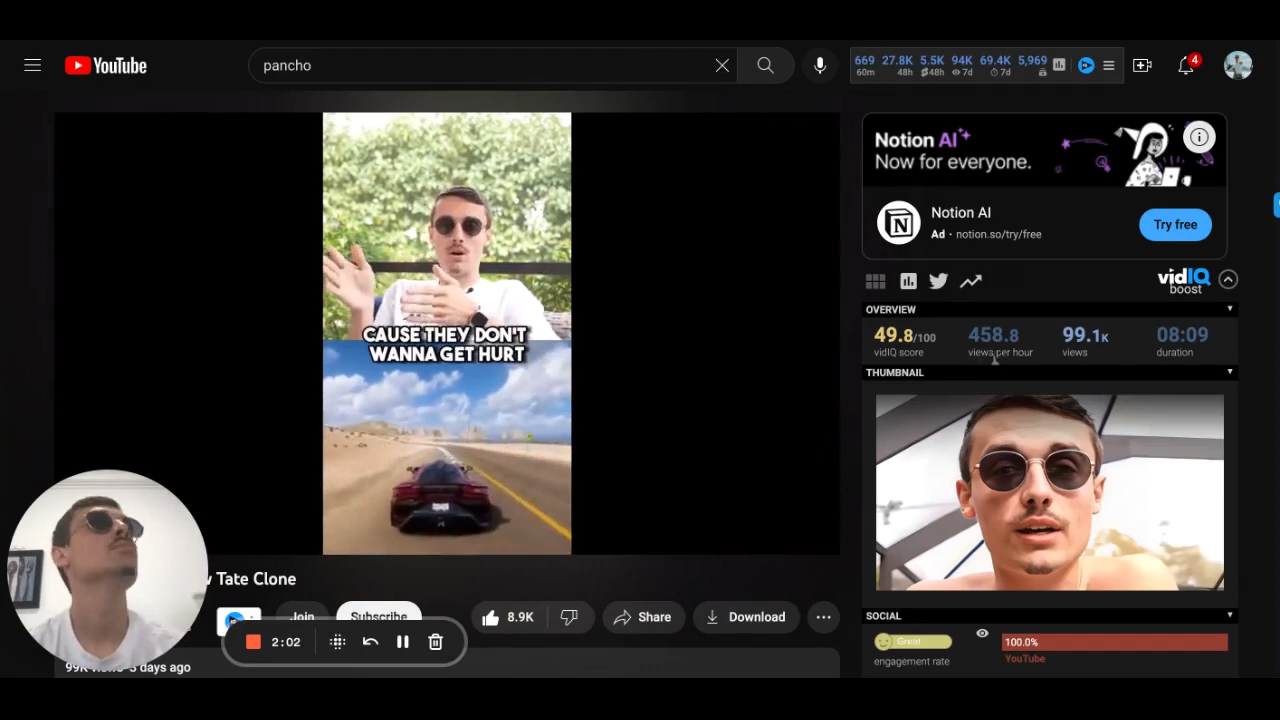 YouTube
pancho
669 27.8K 5.5K 94K 69.4K 5,969
60m 48h 48h 7d 7d
Notion AI
Now for everyone.
Notion AI
Ad · notion.so/try/free
Try free
vidIQ
boost
OVERVIEW
49.8/100 458.8 99.1K 08:09
vidIQ score views per hour views duration
THUMBNAIL
CAUSE THEY DON'T
WANNA GET HURT
Tate Clone
Join Subscribe 8.9K Share Download
2:02
99K views 3 days ago
SOCIAL
Great 100.0%
engagement rate YouTube
4